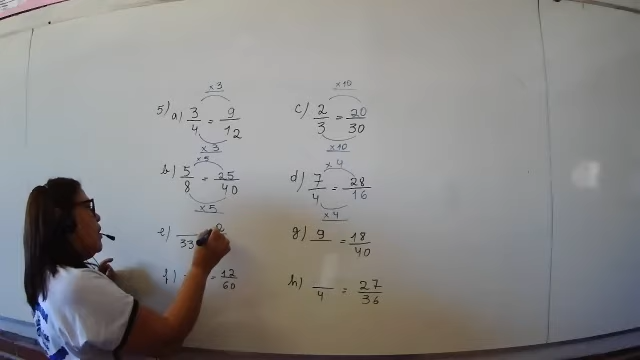 x3 x10
5) a) 3/4 = 9/12 c) 2/3 = 20/30
x3 x10
x5 x4
b) 5/8 = 25/40 d) 7/4 = 28/16
x5 x4
e) /33 g) 9/ = 18/40
f) = 12/60 h) /4 = 27/36